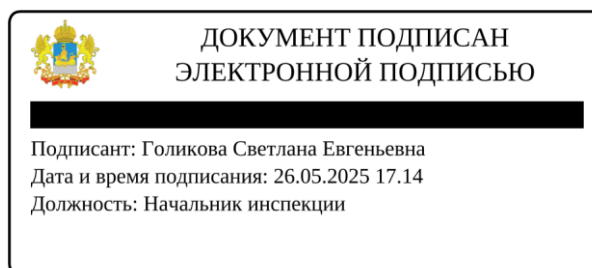 ДОКУМЕНТ ПОДПИСАН
ЭЛЕКТРОННОЙ ПОДПИСЬЮ
Подписант: Голикова Светлана Евгеньевна
Дата и время подписания: 26.05.2025 17.14
Должность: Начальник инспекции